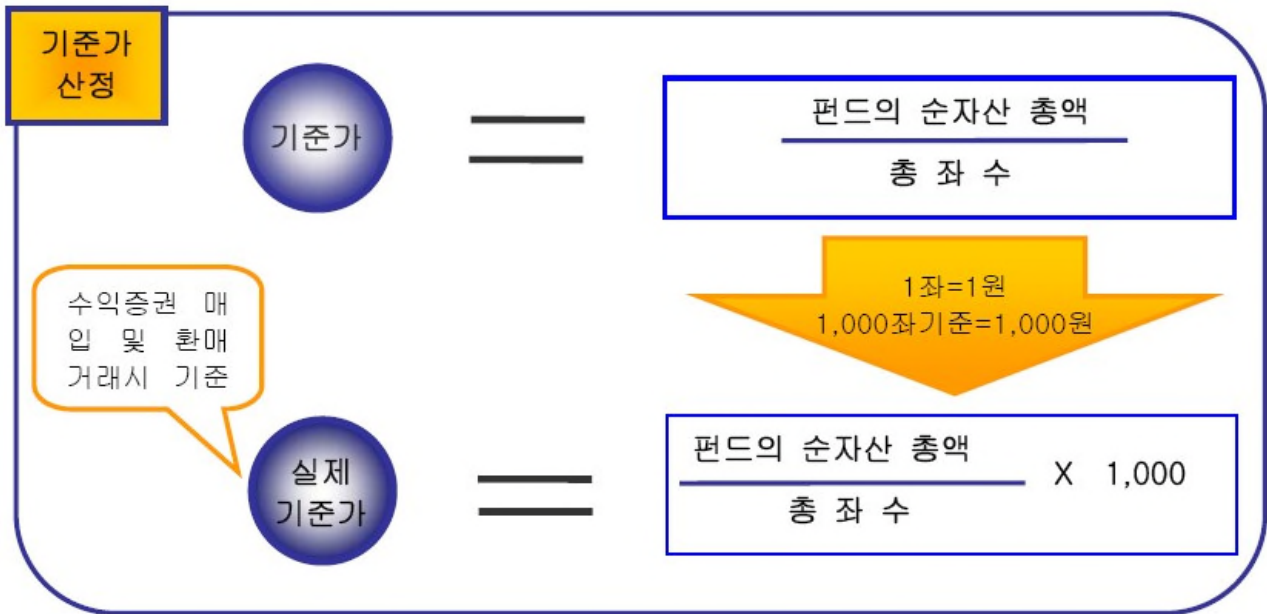 기준가
산정
기준가
펀드의 순자산 총액
총 좌 수
1좌=1원
1,000좌기준=1,000원
수익증권 매
입 및 환매
거래시 기준
실제
기준가
펀드의 순자산 총액
총 좌 수
X 1,000